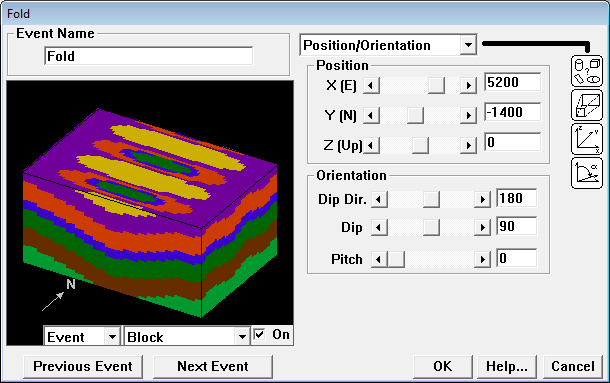 Fold
Event Name
Fold
Position/Orientation
Position
X (E)
5200
Y (N)
-1400
Z (Up)
0
Orientation
Dip Dir.
180
Dip
90
Pitch
0
N
Event
Block
On
Previous Event
Next Event
OK
Help...
Cancel